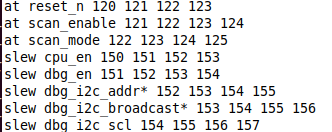 at reset_n 120 121 122 123
at scan_enable 121 122 123 124
at scan_mode 122 123 124 125
slew cpu_en 150 151 152 153
slew dbg_en 151 152 153 154
slew dbg_i2c_addr* 152 153 154 155
slew dbg_i2c_broadcast* 153 154 155 156
slew dbg_i2c_scl 154 155 156 157